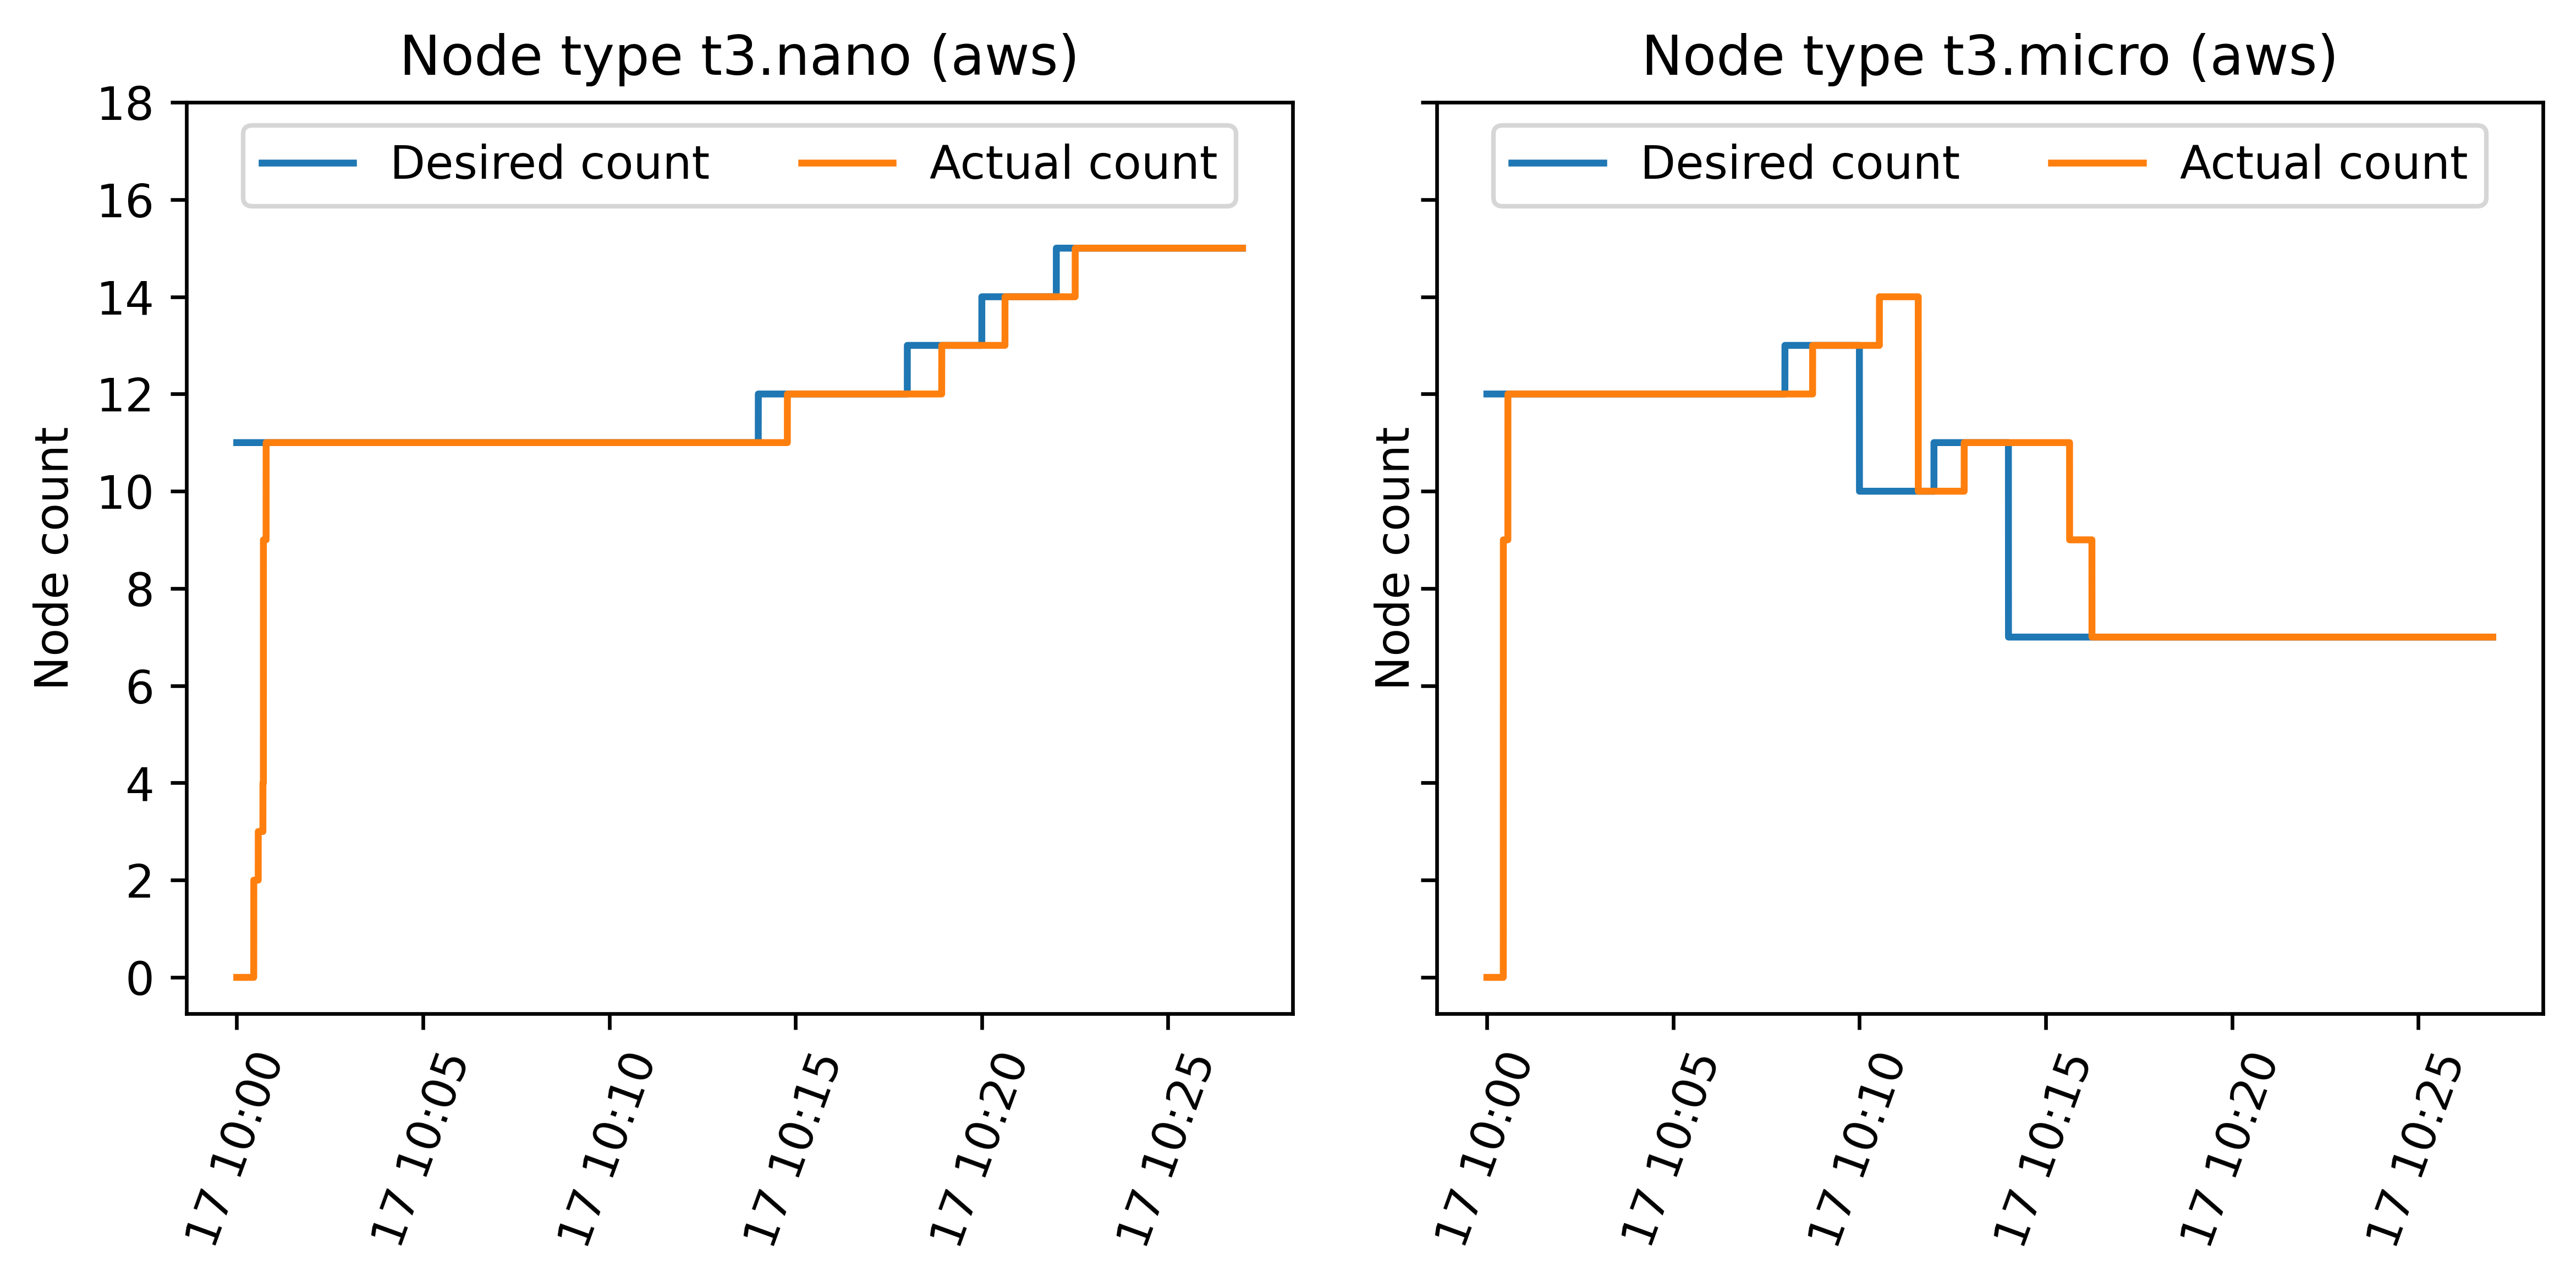 Node type t3.nano (aws)
Desired count
Actual count
Node count
18
16
14
12
10
8
6
4
2
0
17 10:00
17 10:05
17 10:10
17 10:15
17 10:20
17 10:25
Node type t3.micro (aws)
Desired count
Actual count
Node count
17 10:00
17 10:05
17 10:10
17 10:15
17 10:20
17 10:25